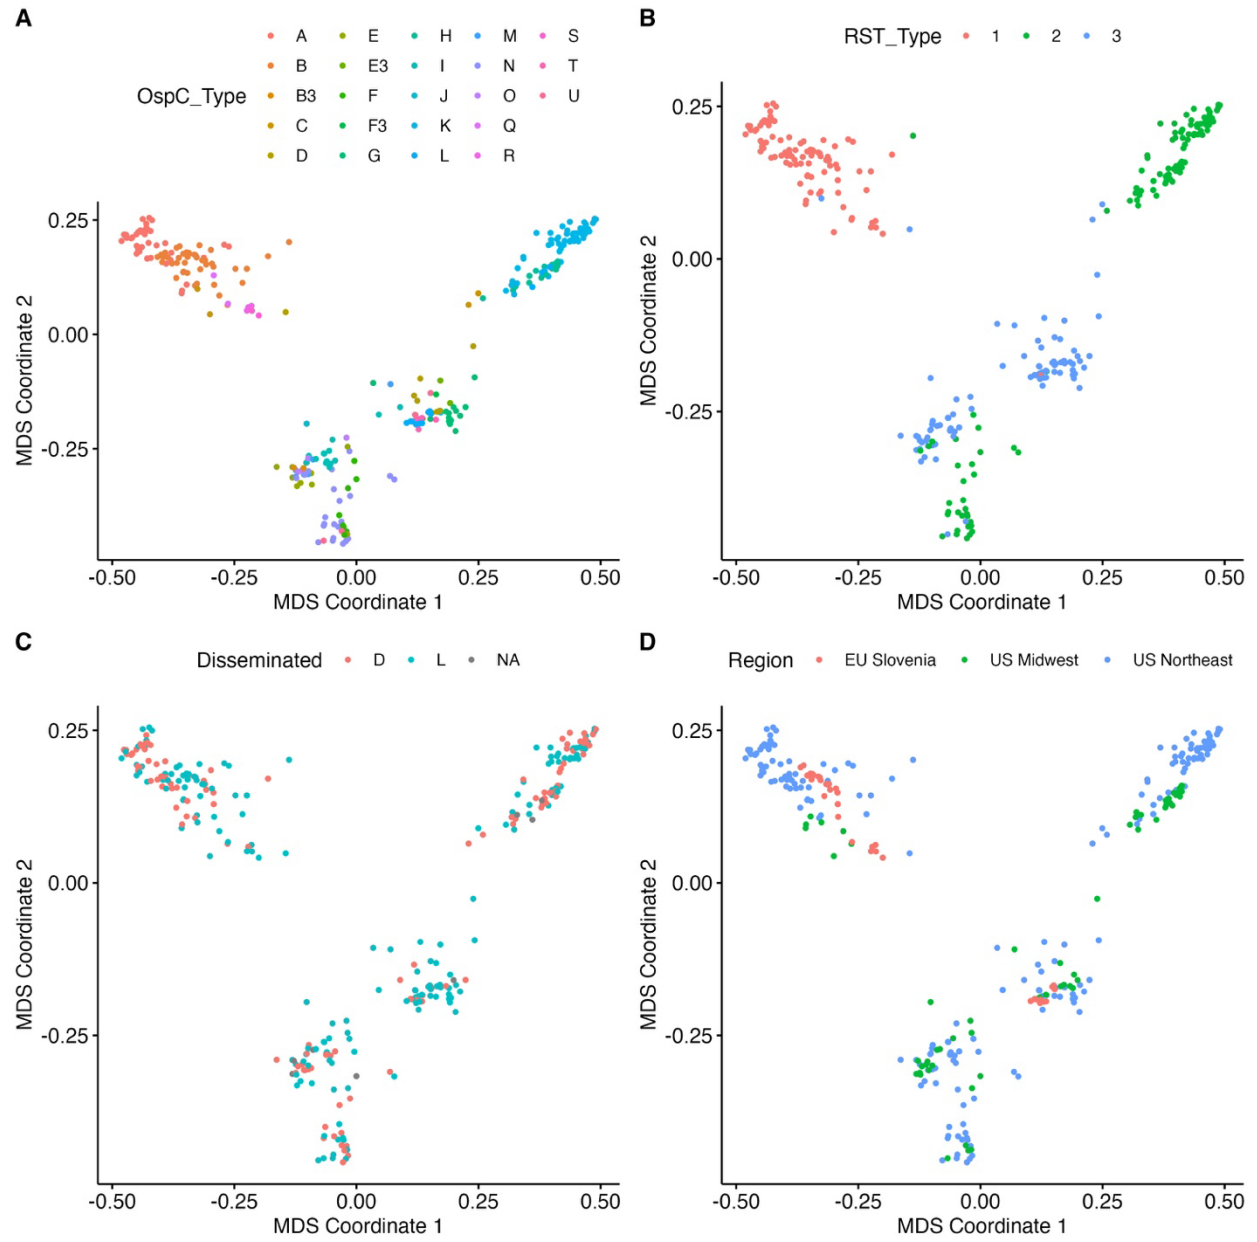 A
OspC_Type
A E H M S
B E3 I N T
B3 F J O U
C F3 K Q
D G L R
MDS Coordinate 2
0.25
0.00
-0.25
-0.50 -0.25 0.00 0.25 0.50
MDS Coordinate 1
B
RST_Type 1 2 3
MDS Coordinate 2
0.25
0.00
-0.25
-0.50 -0.25 0.00 0.25 0.50
MDS Coordinate 1
C
Disseminated D L NA
MDS Coordinate 2
0.25
0.00
-0.25
-0.50 -0.25 0.00 0.25 0.50
MDS Coordinate 1
D
Region EU Slovenia US Midwest US Northeast
MDS Coordinate 2
0.25
0.00
-0.25
-0.50 -0.25 0.00 0.25 0.50
MDS Coordinate 1